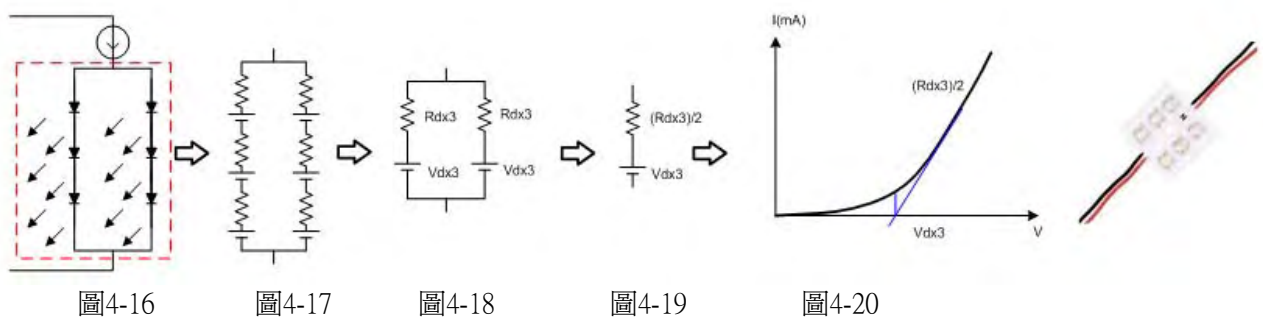 I(mA)
(Rdx3)/2
Rdx3
Rdx3
(Rdx3)/2
Vdx3
Vdx3
Vdx3
Vdx3
V
圖4-16
圖4-17
圖4-18
圖4-19
圖4-20